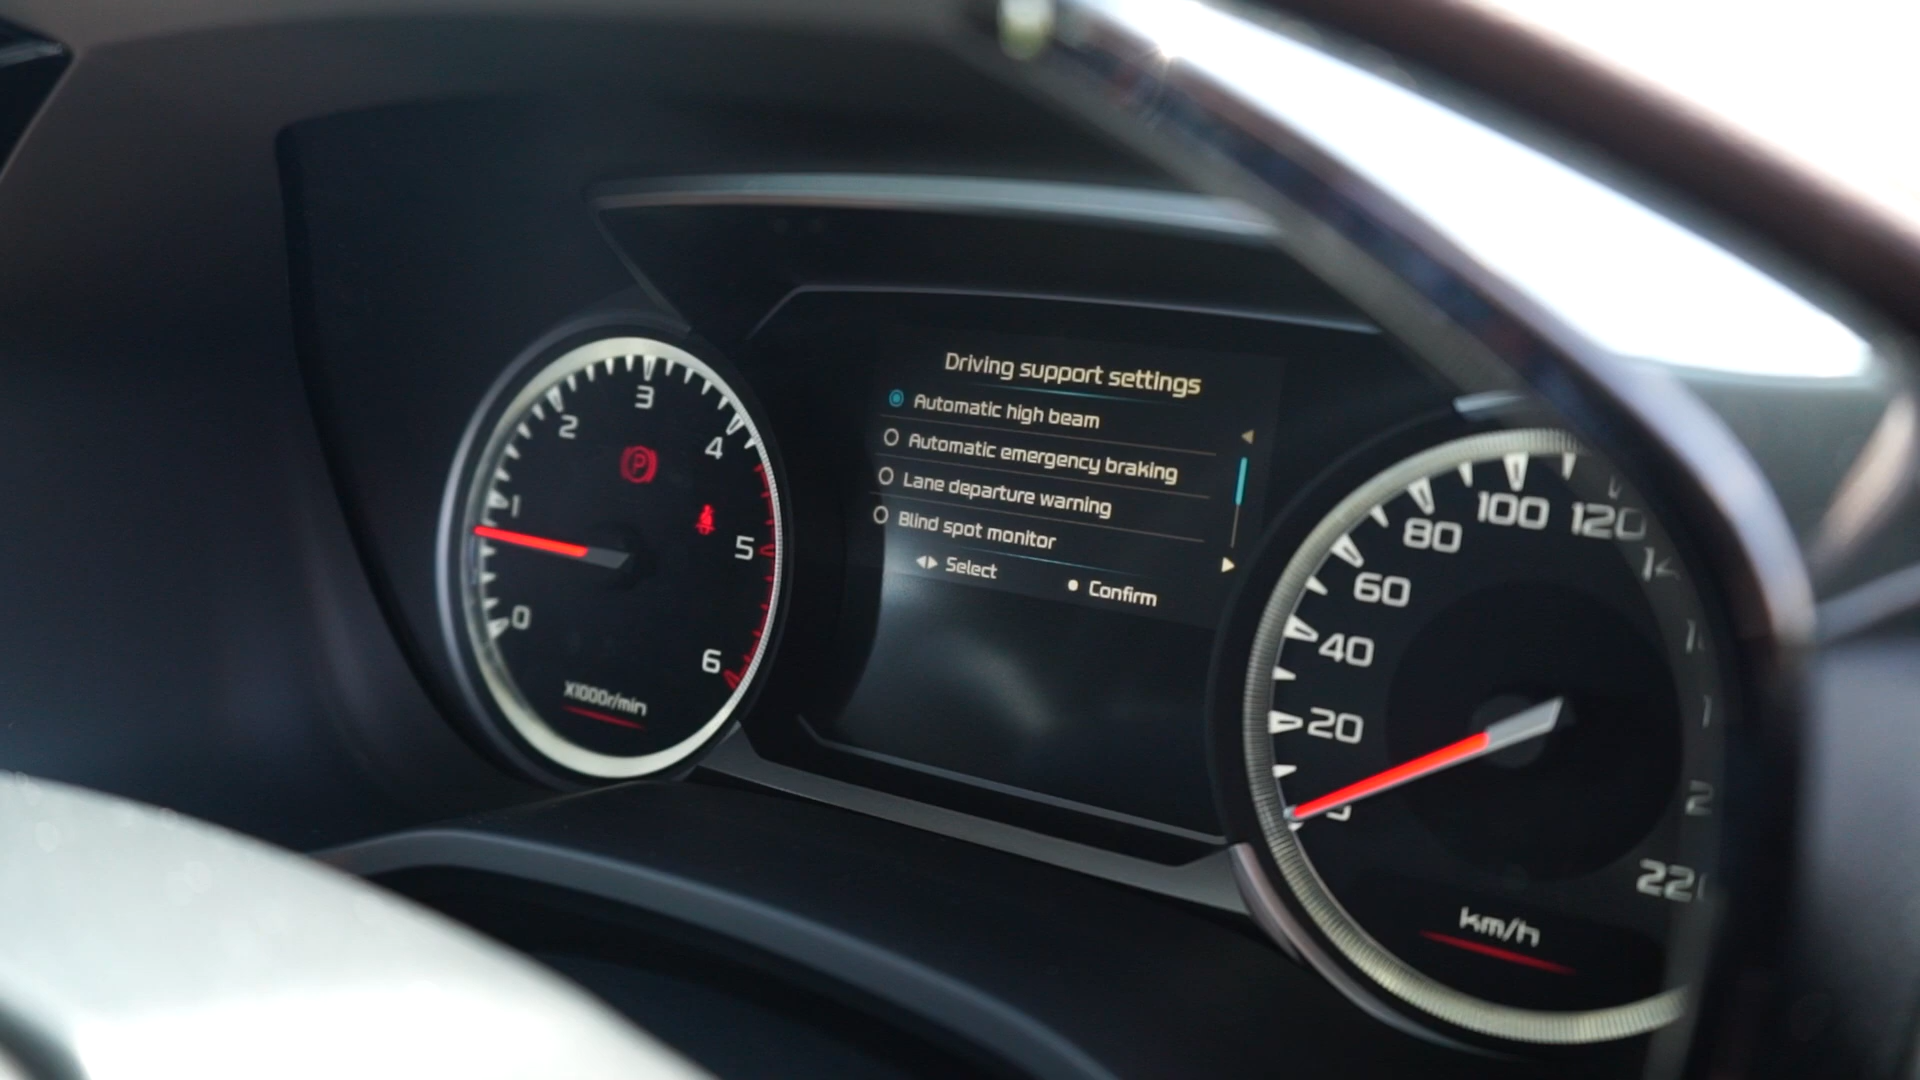 Driving support settings
Automatic high beam
Automatic emergency braking
Lane departure warning
Blind spot monitor
Select
Confirm
0
1
2
3
4
5
6
P
X1000r/min
20
40
60
80
100
120
km/h